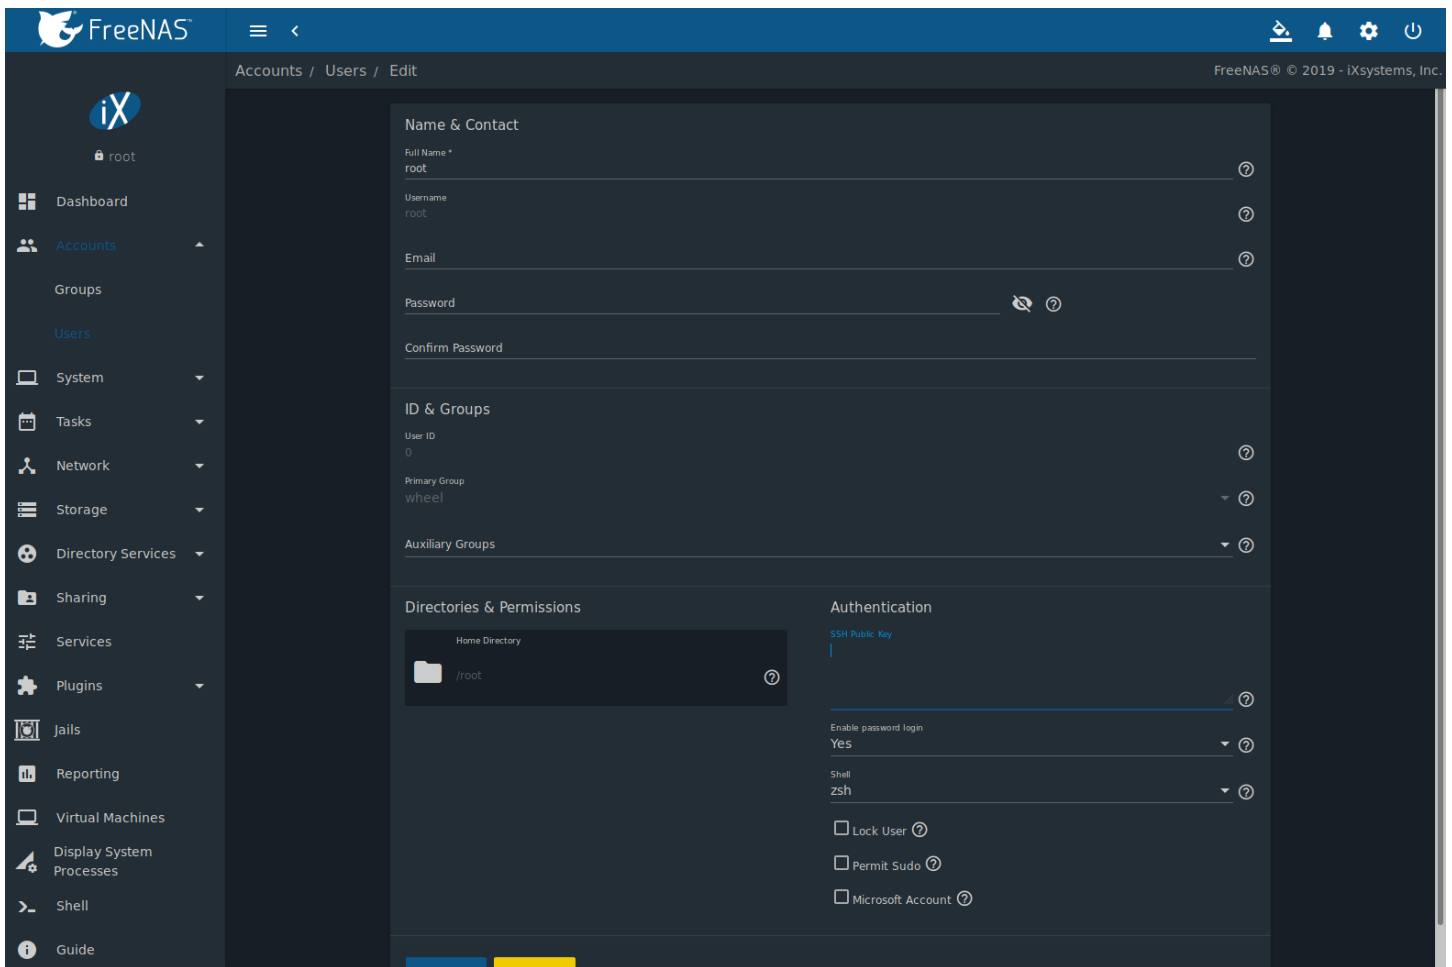 FreeNAS™
Accounts / Users / Edit
FreeNAS® © 2019 - iXsystems, Inc.
iX
root
Dashboard
Accounts
Groups
Users
System
Tasks
Network
Storage
Directory Services
Sharing
Services
Plugins
Jails
Reporting
Virtual Machines
Display System
Processes
Shell
Guide
Name & Contact
Full Name *
root
Username
root
Email
Password
Confirm Password
ID & Groups
User ID
0
Primary Group
wheel
Auxiliary Groups
Directories & Permissions
Home Directory
/root
Authentication
SSH Public Key
Enable password login
Yes
Shell
zsh
Lock User
Permit Sudo
Microsoft Account